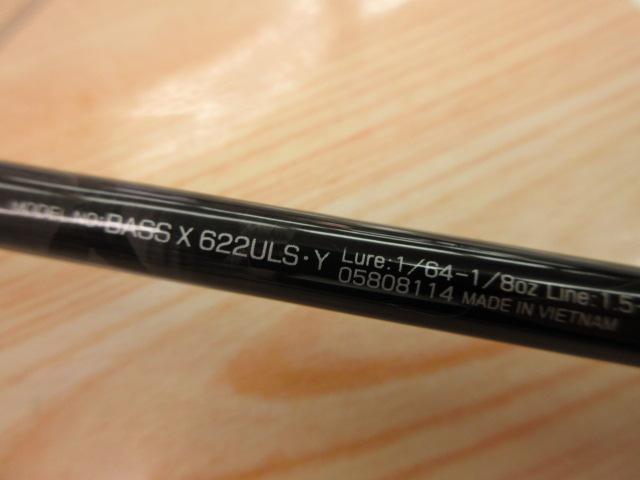 MODEL NO.: BASS X 622ULS・Y Lure:1/64-1/8oz Line:1.5
05808114 MADE IN VIETNAM